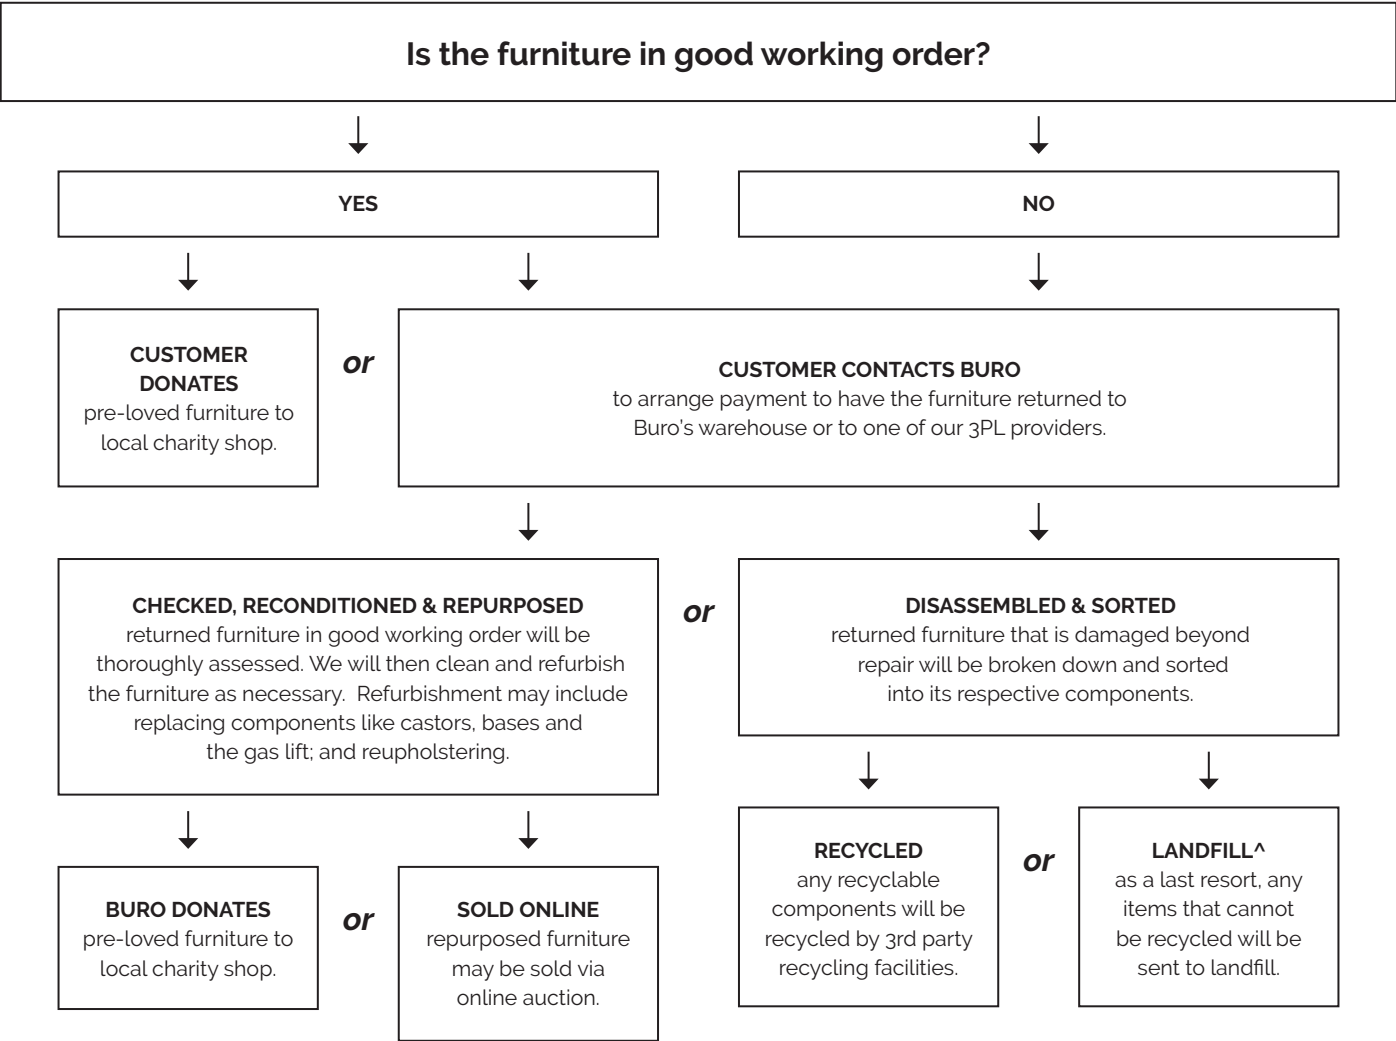 Is the furniture in good working order?
YES
NO
CUSTOMER
DONATES
pre-loved furniture to
local charity shop.
or
CUSTOMER CONTACTS BURO
to arrange payment to have the furniture returned to
Buro’s warehouse or to one of our 3PL providers.
CHECKED, RECONDITIONED & REPURPOSED
returned furniture in good working order will be
thoroughly assessed. We will then clean and refurbish
the furniture as necessary.  Refurbishment may include
replacing components like castors, bases and
the gas lift; and reupholstering.
or
DISASSEMBLED & SORTED
returned furniture that is damaged beyond
repair will be broken down and sorted
into its respective components.
BURO DONATES
pre-loved furniture to
local charity shop.
or
SOLD ONLINE
repurposed furniture
may be sold via
online auction.
RECYCLED
any recyclable
components will be
recycled by 3rd party
recycling facilities.
or
LANDFILL^
as a last resort, any
items that cannot
be recycled will be
sent to landfill.